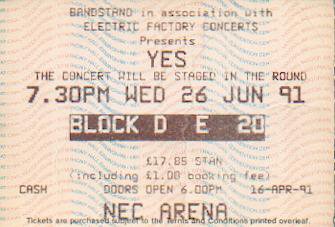 BANDSTAND in association with
ELECTRIC FACTORY CONCERTS
Presents
YES
THE CONCERT WILL BE STAGED IN THE ROUND
7.30PM WED 26 JUN 91
BLOCK D E 20
£17.85 STAN
(including £1.00 booking fee)
CASH DOORS OPEN 6.00PM 16-APR-91
NEC ARENA
Tickets are purchased subject to the Terms and Conditions printed overleaf.